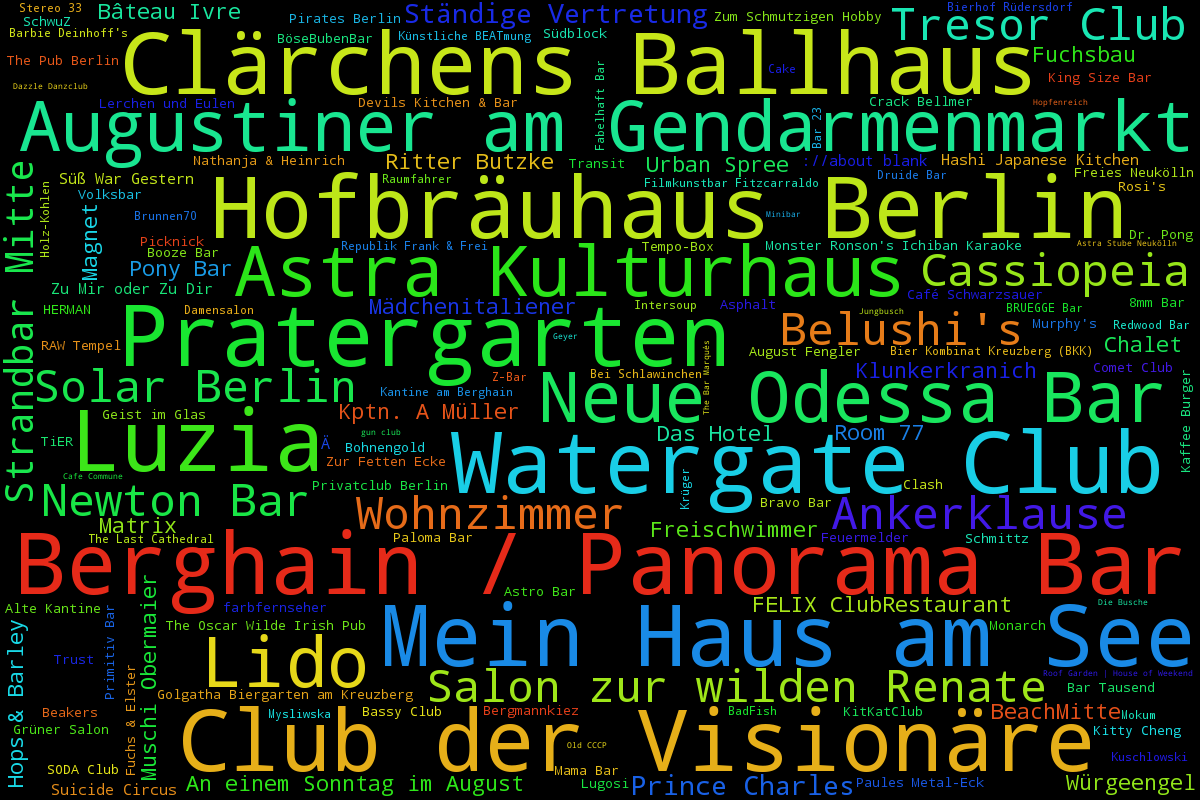 Stereo 33
Bâteau Ivre
Pirates Berlin
Ständige Vertretung
Zum Schmutzigen Hobby
Bierhof Rüdersdorf
SchwuZ
Tresor Club
Barbie Deinhoff's
BöseBubenBar
Künstliche BEATmung
Südblock
The Pub Berlin
Clärchens Ballhaus
Fuchsbau
Cake
King Size Bar
Dazzle Danzclub
Lerchen und Eulen
Devils Kitchen & Bar
Fabelhaft Bar
Crack Bellmer
Hopfenreich
Bar 23
Augustiner am Gendarmenmarkt
Nathanja & Heinrich
Ritter Butzke
Transit
Urban Spree
://about blank
Hashi Japanese Kitchen
Strandbar Mitte
Holz-Kohlen
Süß War Gestern
Raumfahrer
Filmkunstbar Fitzcarraldo
Druide Bar
Freies Neukölln
Volksbar
Rosi's
Magnet
Brunnen70
Hofbräuhaus Berlin
Minibar
Dr. Pong
Picknick
Republik Frank & Frei
Tempo-Box
Monster Ronson's Ichiban Karaoke
Astra Stube Neukölln
Booze Bar
Pony Bar
Astra Kulturhaus
Cassiopeia
Zu Mir oder Zu Dir
Café Schwarzsauer
HERMAN
Damensalon
Mädchenitaliener
Intersoup
Asphalt
Jungbusch
BRUEGGE Bar
8mm Bar
Pratergarten
Geyer
Belushi's
Murphy's
Redwood Bar
RAW Tempel
The Bar Marqués
August Fengler
Bier Kombinat Kreuzberg (BKK)
Chalet
Solar Berlin
Z-Bar
Bei Schlawinchen
Klunkerkranich
Comet Club
Kantine am Berghain
Neue Odessa Bar
Kaffee Burger
Geist im Glas
Kptn. A Müller
Luzia
TiER
gun club
Ä
Bohnengold
Das Hotel
Room 77
Zur Fetten Ecke
Watergate Club
Cafe Commune
Privatclub Berlin
Krüger
Clash
Newton Bar
Wohnzimmer
Bravo Bar
Ankerklause
Matrix
Freischwimmer
The Last Cathedral
Paloma Bar
Feuermelder
Schmittz
Berghain / Panorama Bar
Astro Bar
Muschi Obermaier
Alte Kantine
Primitiv Bar
farbfernseher
FELIX ClubRestaurant
Die Busche
Hops & Barley
The Oscar Wilde Irish Pub
Mein Haus am See
Monarch
Trust
Lido
Roof Garden | House of Weekend
Fuchs & Elster
Golgatha Biergarten am Kreuzberg
Salon zur wilden Renate
Bar Tausend
Beakers
Mysliwska
Bassy Club
Bergmannkiez
BadFish
KitKatClub
BeachMitte
Mokum
Grüner Salon
Club der Visionäre
Kitty Cheng
Old CCCP
Kuschlowski
SODA Club
Mama Bar
Suicide Circus
An einem Sonntag im August
Lugosi
Prince Charles
Paules Metal-Eck
Würgeengel